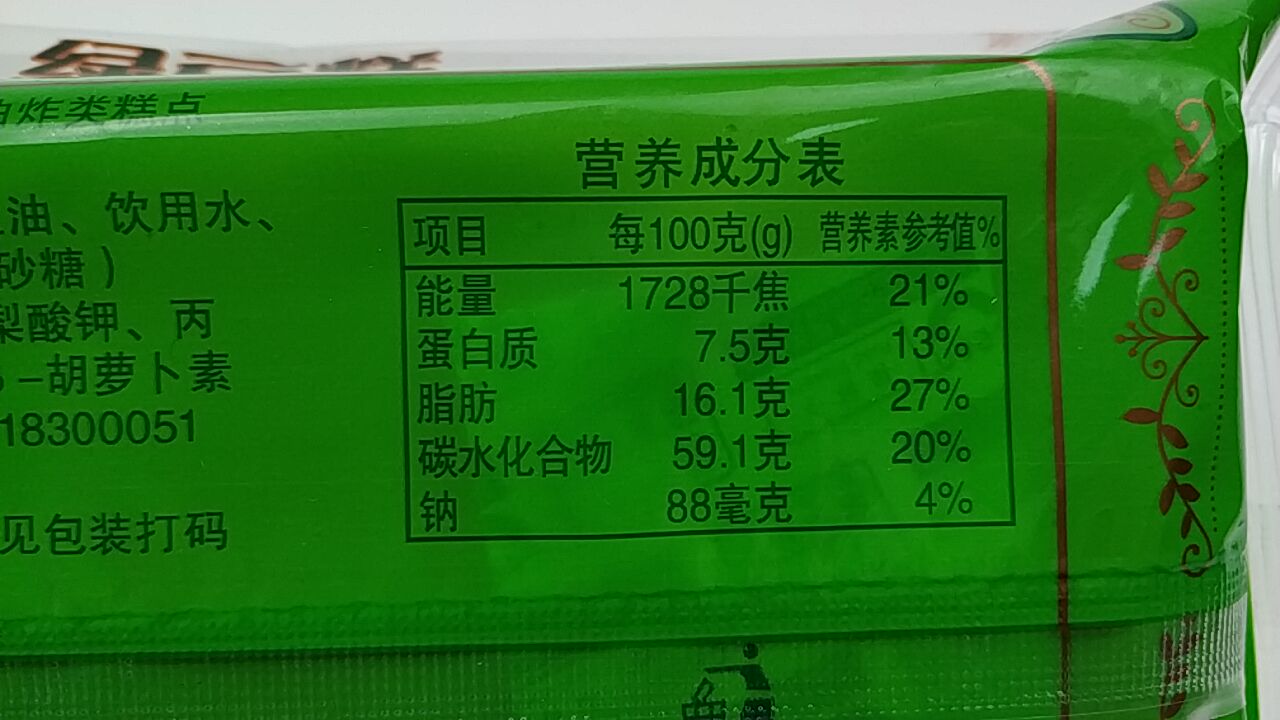 炸类糕点
油、饮用水、
砂糖）
梨酸钾、丙
–胡萝卜素
18300051
见包装打码
营养成分表
项目 每100克(g) 营养素参考值%
能量 1728千焦 21%
蛋白质 7.5克 13%
脂肪 16.1克 27%
碳水化合物 59.1克 20%
钠 88毫克 4%